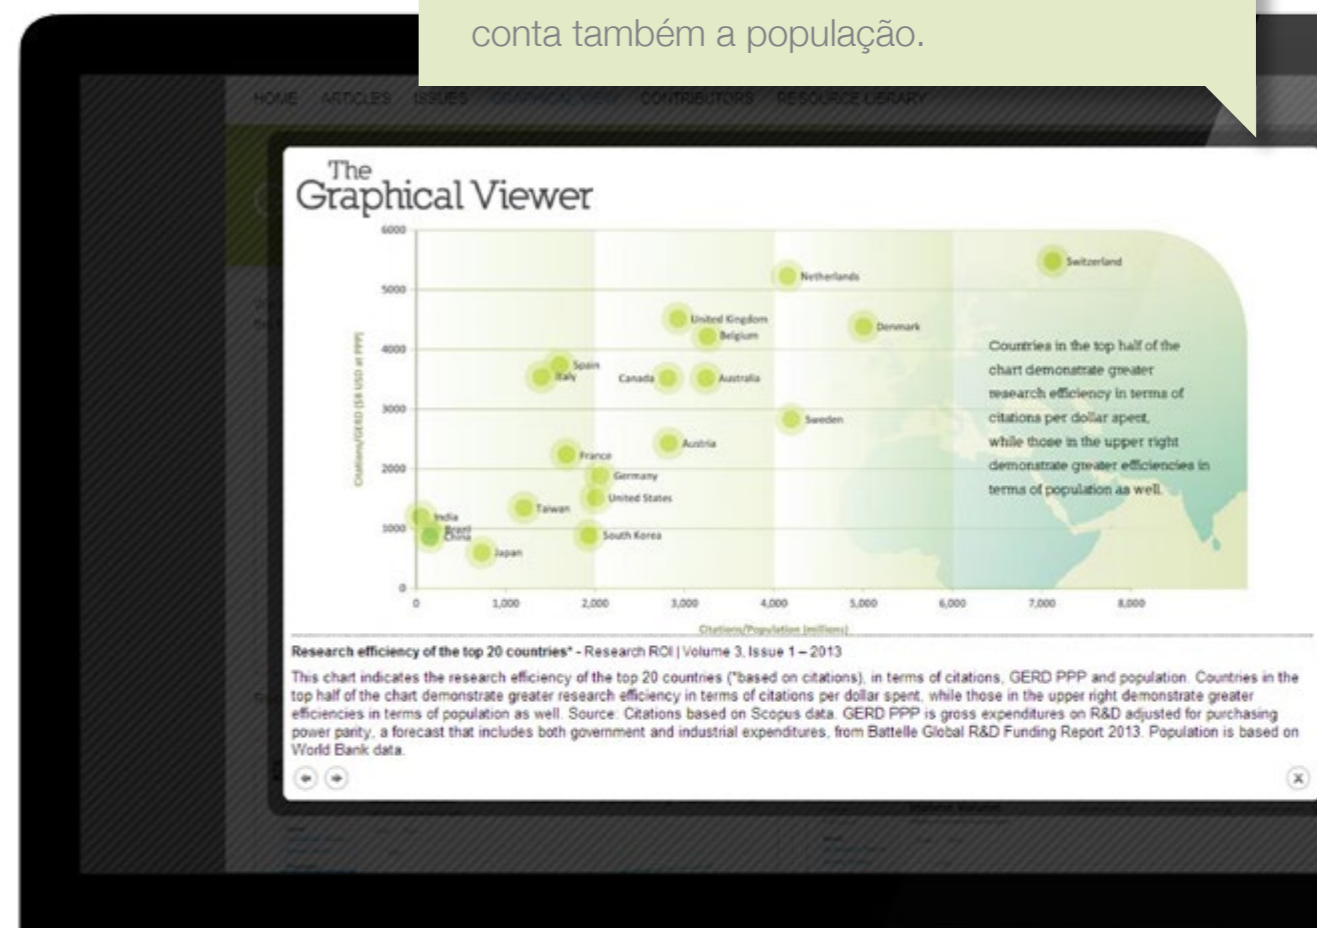 conta também a população.
HOME ARTICLES ISSUES GRAPHICAL VIEW CONTRIBUTORS RESOURCE LIBRARY
The
Graphical Viewer
6000
5000
4000
3000
2000
1000
0
Citations/GERD ($B USD at PPP)
Switzerland
Netherlands
United Kingdom
Denmark
Belgium
Spain
Italy
Canada
Australia
Sweden
Austria
France
Germany
United States
Taiwan
India
Brazil
China
South Korea
Japan
Countries in the top half of the
chart demonstrate greater
research efficiency in terms of
citations per dollar spent,
while those in the upper right
demonstrate greater efficiencies in
terms of population as well.
0 1,000 2,000 3,000 4,000 5,000 6,000 7,000 8,000
Citations/Population (millions)
Research efficiency of the top 20 countries* - Research ROI | Volume 3, Issue 1 – 2013
This chart indicates the research efficiency of the top 20 countries (*based on citations), in terms of citations, GERD PPP and population. Countries in the
top half of the chart demonstrate greater research efficiency in terms of citations per dollar spent, while those in the upper right demonstrate greater
efficiencies in terms of population as well. Source: Citations based on Scopus data. GERD PPP is gross expenditures on R&D adjusted for purchasing
power parity, a forecast that includes both government and industrial expenditures, from Battelle Global R&D Funding Report 2013. Population is based on
World Bank data.